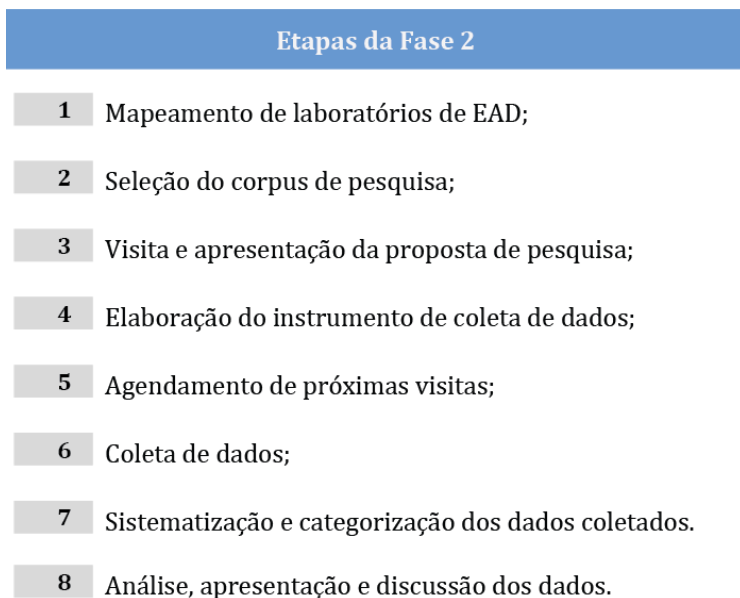 Etapas da Fase 2
1 Mapeamento de laboratórios de EAD;
2 Seleção do corpus de pesquisa;
3 Visita e apresentação da proposta de pesquisa;
4 Elaboração do instrumento de coleta de dados;
5 Agendamento de próximas visitas;
6 Coleta de dados;
7 Sistematização e categorização dos dados coletados.
8 Análise, apresentação e discussão dos dados.